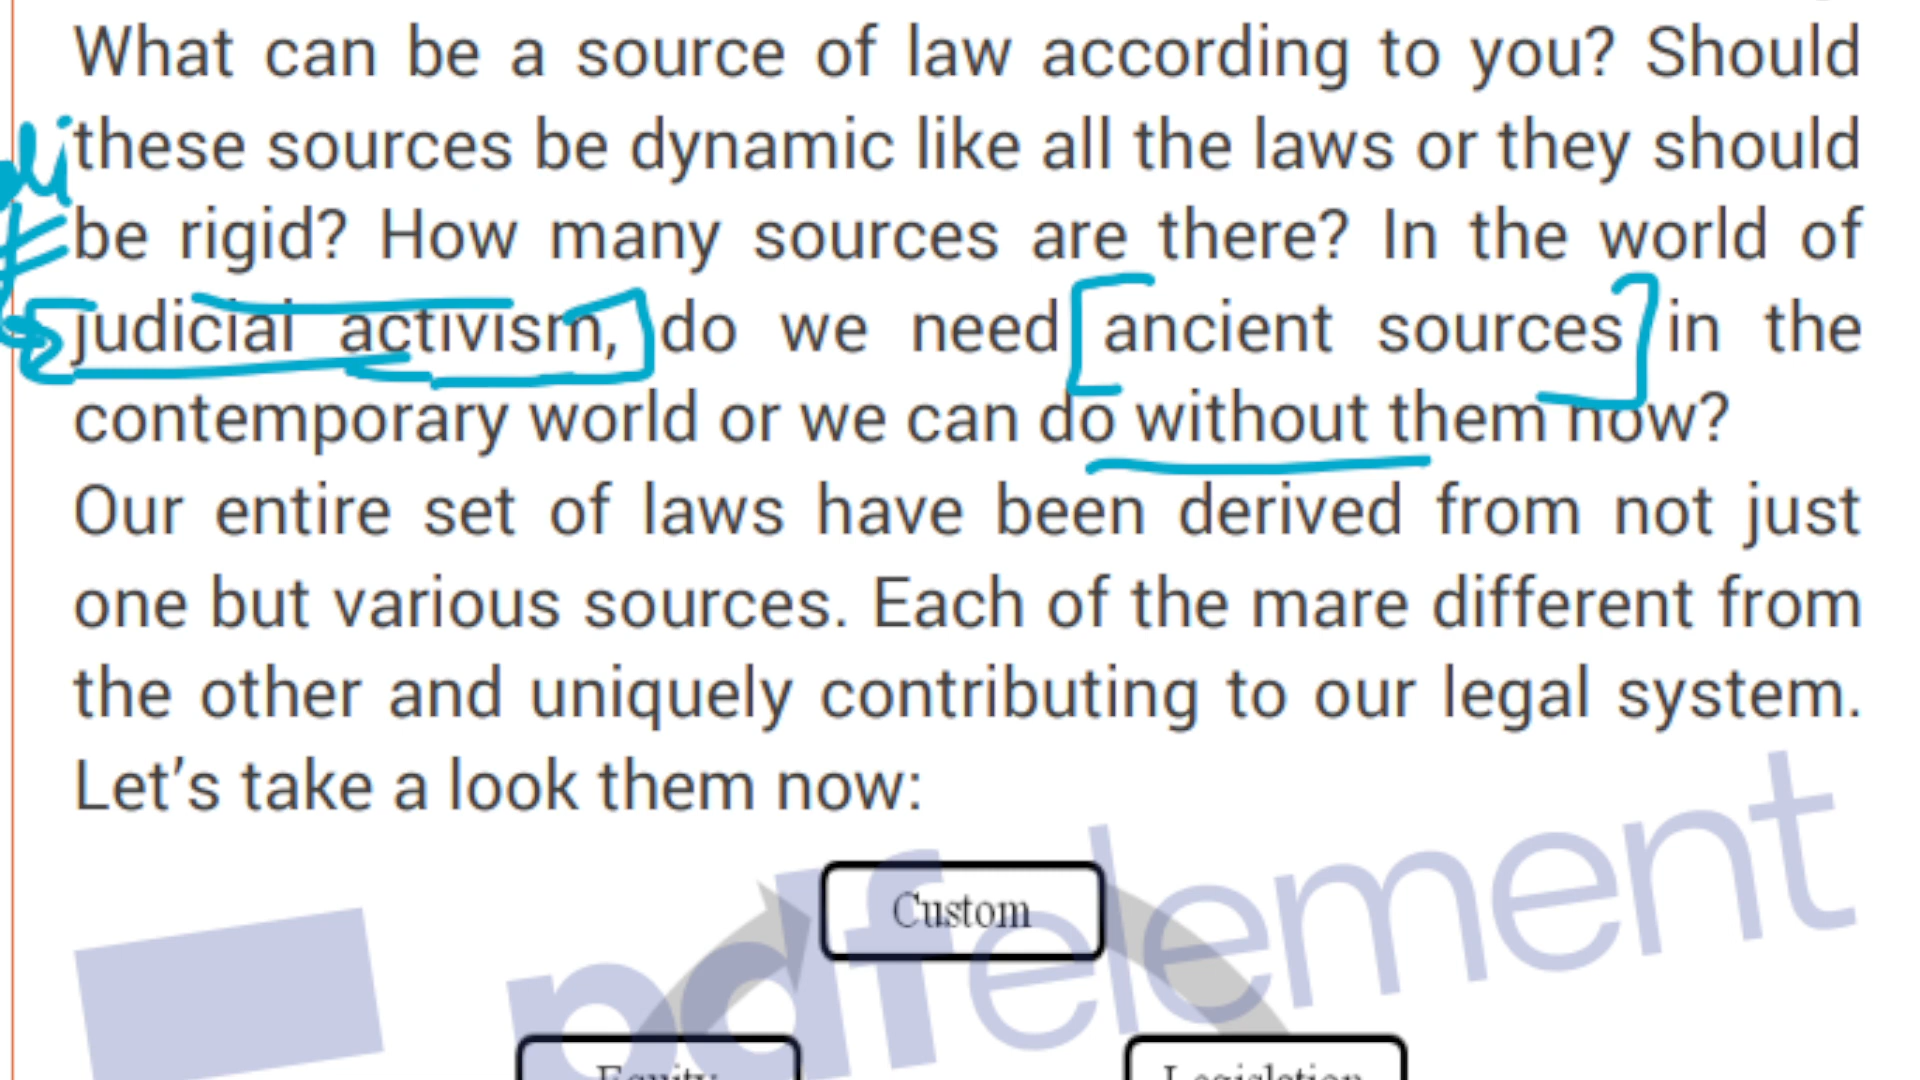 What can be a source of law according to you? Should
these sources be dynamic like all the laws or they should
be rigid? How many sources are there? In the world of
judicial activism, do we need ancient sources in the
contemporary world or we can do without them now?
Our entire set of laws have been derived from not just
one but various sources. Each of the mare different from
the other and uniquely contributing to our legal system.
Let's take a look them now:
Custom
pdfelement
Equity
Legislation